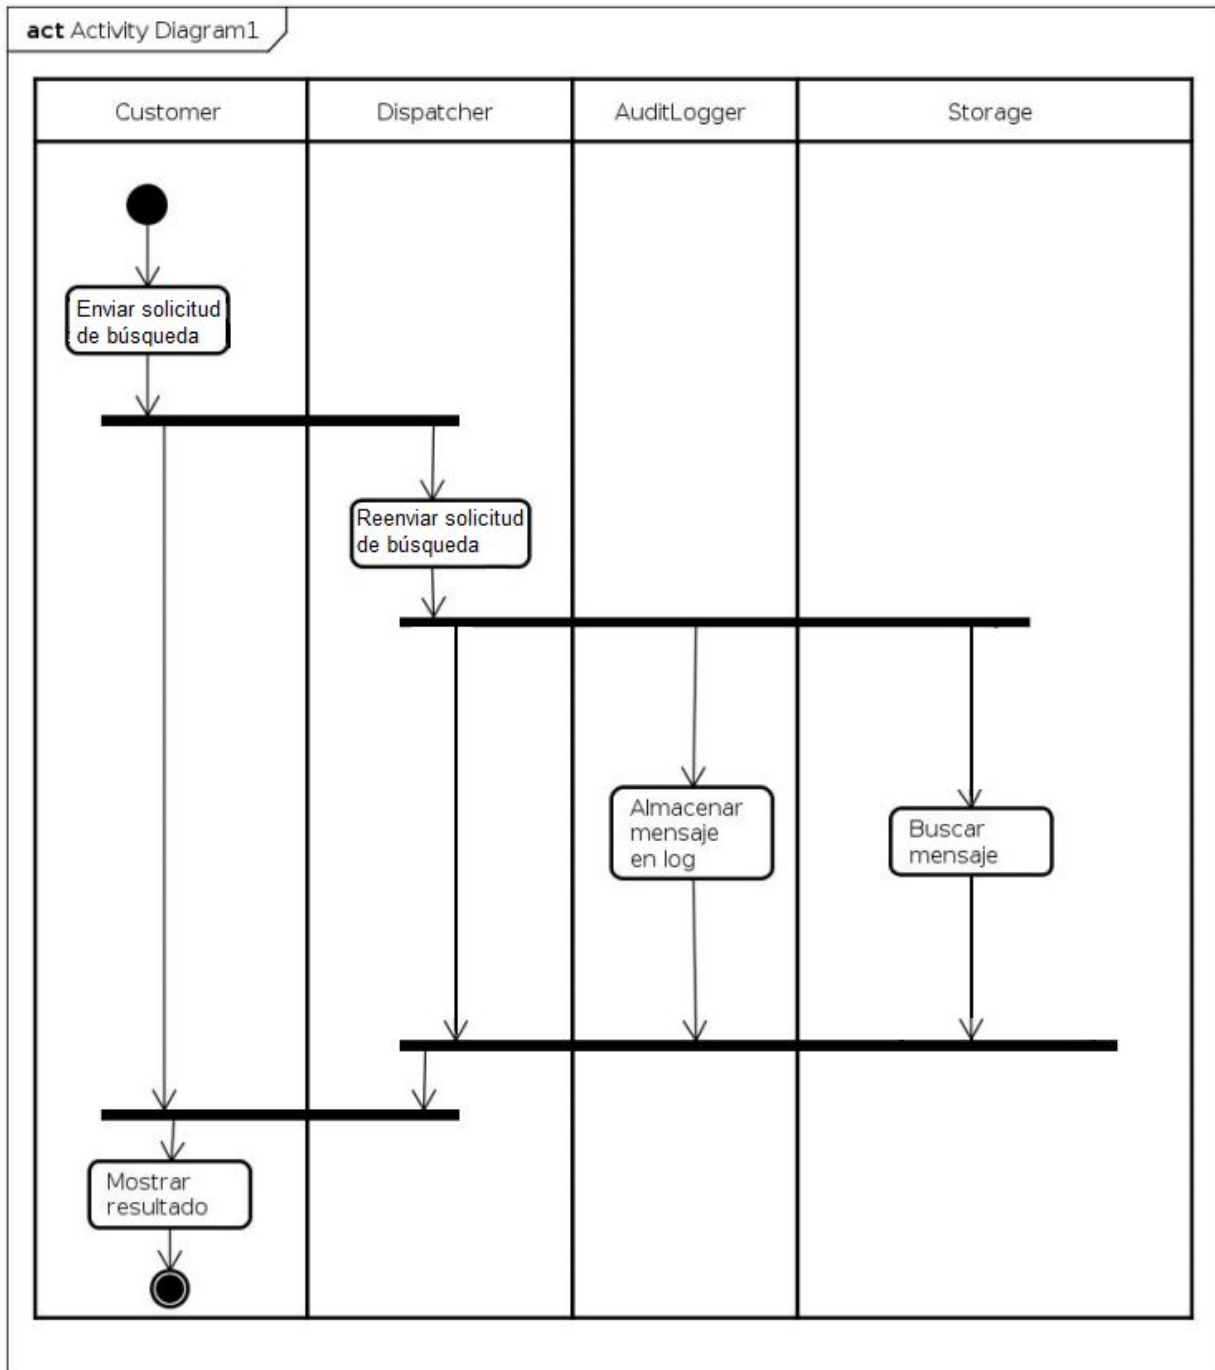 act Activity Diagram1
Customer
Dispatcher
AuditLogger
Storage
Enviar solicitud
de búsqueda
Reenviar solicitud
de búsqueda
Almacenar
mensaje
en log
Buscar
mensaje
Mostrar
resultado